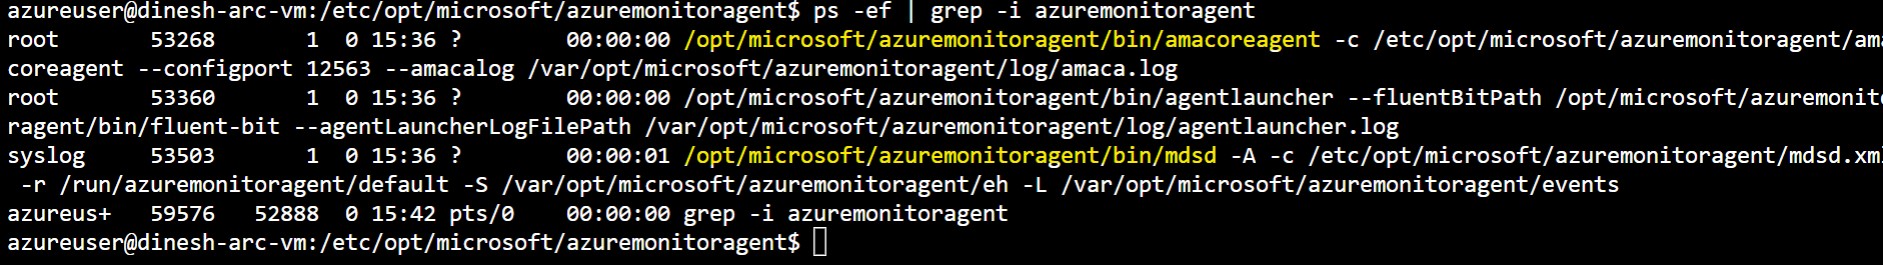 azureuser@dinesh-arc-vm:/etc/opt/microsoft/azuremonitoragent$ ps -ef | grep -i azuremonitoragent
root       53268       1  0 15:36 ?        00:00:00 /opt/microsoft/azuremonitoragent/bin/amacoreagent -c /etc/opt/microsoft/azuremonitoragent/ama
coreagent --configport 12563 --amacalog /var/opt/microsoft/azuremonitoragent/log/amaca.log
root       53360       1  0 15:36 ?        00:00:00 /opt/microsoft/azuremonitoragent/bin/agentlauncher --fluentBitPath /opt/microsoft/azuremonito
ragent/bin/fluent-bit --agentLauncherLogFilePath /var/opt/microsoft/azuremonitoragent/log/agentlauncher.log
syslog     53503       1  0 15:36 ?        00:00:01 /opt/microsoft/azuremonitoragent/bin/mdsd -A -c /etc/opt/microsoft/azuremonitoragent/mdsd.xml
 -r /run/azuremonitoragent/default -S /var/opt/microsoft/azuremonitoragent/eh -L /var/opt/microsoft/azuremonitoragent/events
azureus+   59576   52888  0 15:42 pts/0    00:00:00 grep -i azuremonitoragent
azureuser@dinesh-arc-vm:/etc/opt/microsoft/azuremonitoragent$